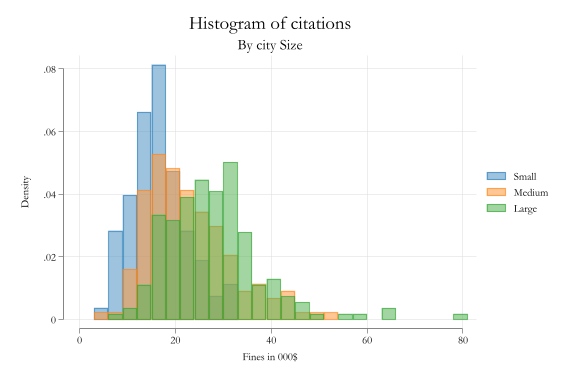 Histogram of citations
By city Size
.08
.06
.04
.02
0
Density
0
20
40
60
80
Fines in 000$
Small
Medium
Large